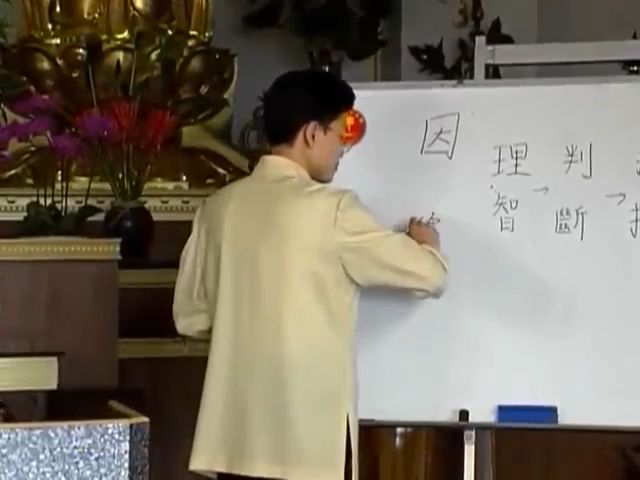 因 理智 → 判斷 →